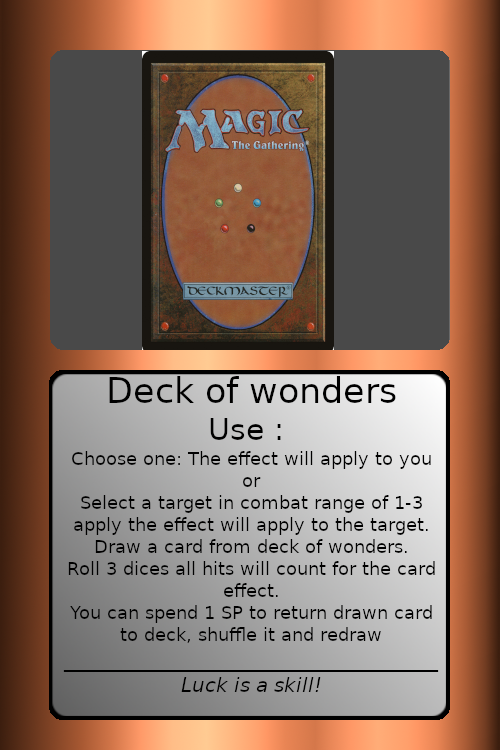 MAGIC
The Gathering®
DECKMASTER
Deck of wonders
Use :
Choose one: The effect will apply to you
or
Select a target in combat range of 1-3
apply the effect will apply to the target.
Draw a card from deck of wonders.
Roll 3 dices all hits will count for the card
effect.
You can spend 1 SP to return drawn card
to deck, shuffle it and redraw
Luck is a skill!